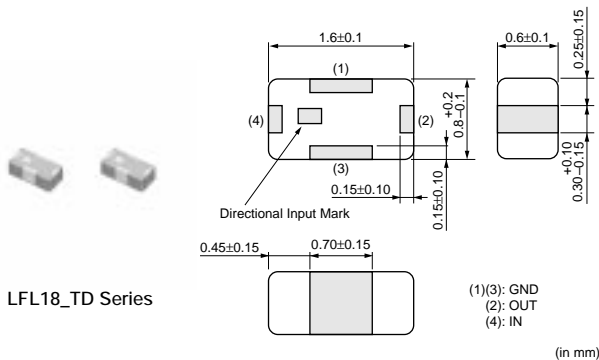 1.6±0.1
0.6±0.1
0.25±0.15
(1)
(4)
(2)
+0.2
0.8–0.1
(3)
+0.10
0.30–0.15
0.15±0.10
0.15±0.10
Directional Input Mark
0.45±0.15
0.70±0.15
LFL18_TD Series
(1)(3): GND
(2): OUT
(4): IN
(in mm)